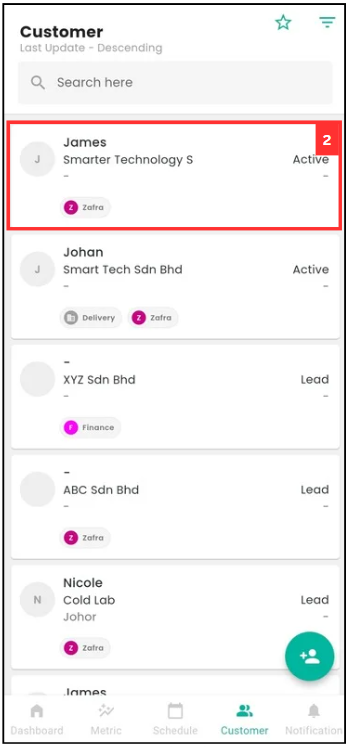 Customer
Last Update - Descending
Search here
2
James
Smarter Technology S Active
- -
J
Z Zafra
Johan
J
Smart Tech Sdn Bhd Active
- -
Delivery Z Zafra
-
XYZ Sdn Bhd Lead
- -
F Finance
-
ABC Sdn Bhd Lead
- -
Z Zafra
Nicole
N
Cold Lab Lead
Johor -
Z Zafra
James
Dashboard Metric Schedule Customer Notification